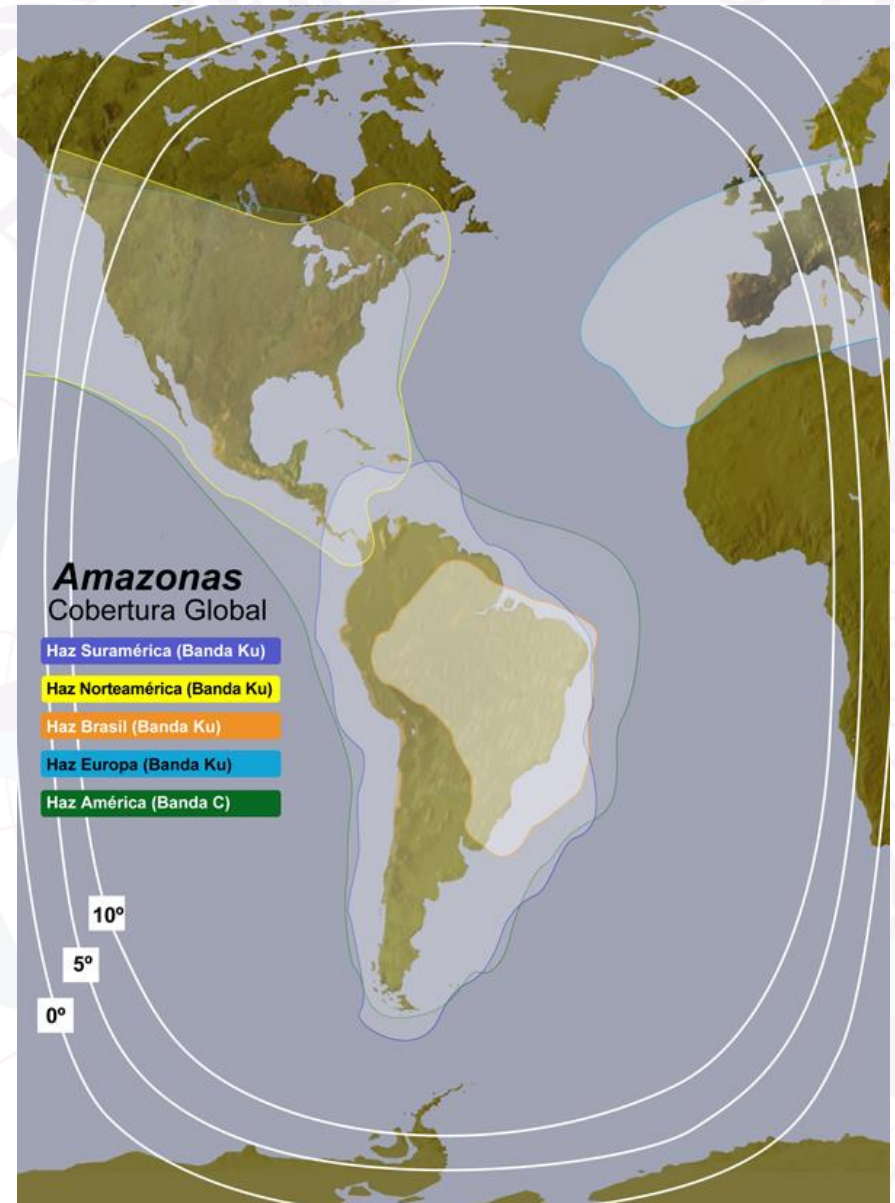 Amazonas
Cobertura Global
Haz Suramérica (Banda Ku)
Haz Norteamérica (Banda Ku)
Haz Brasil (Banda Ku)
Haz Europa (Banda Ku)
Haz América (Banda C)
10º
5º
0º